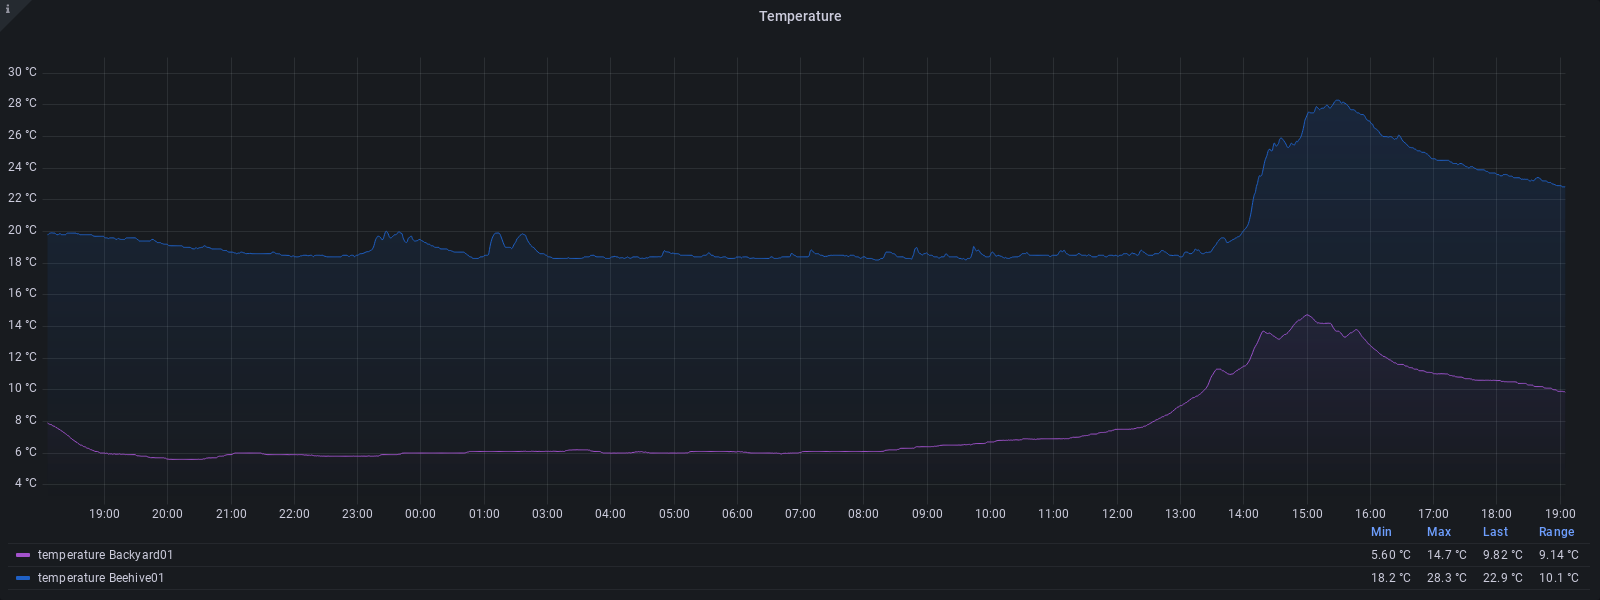 i
Temperature
30 °C
28 °C
26 °C
24 °C
22 °C
20 °C
18 °C
16 °C
14 °C
12 °C
10 °C
8 °C
6 °C
4 °C
19:00 20:00 21:00 22:00 23:00 00:00 01:00 03:00 04:00 05:00 06:00 07:00 08:00 09:00 10:00 11:00 12:00 13:00 14:00 15:00 16:00 17:00 18:00 19:00
Min Max Last Range
temperature Backyard01 5.60 °C 14.7 °C 9.82 °C 9.14 °C
temperature Beehive01 18.2 °C 28.3 °C 22.9 °C 10.1 °C